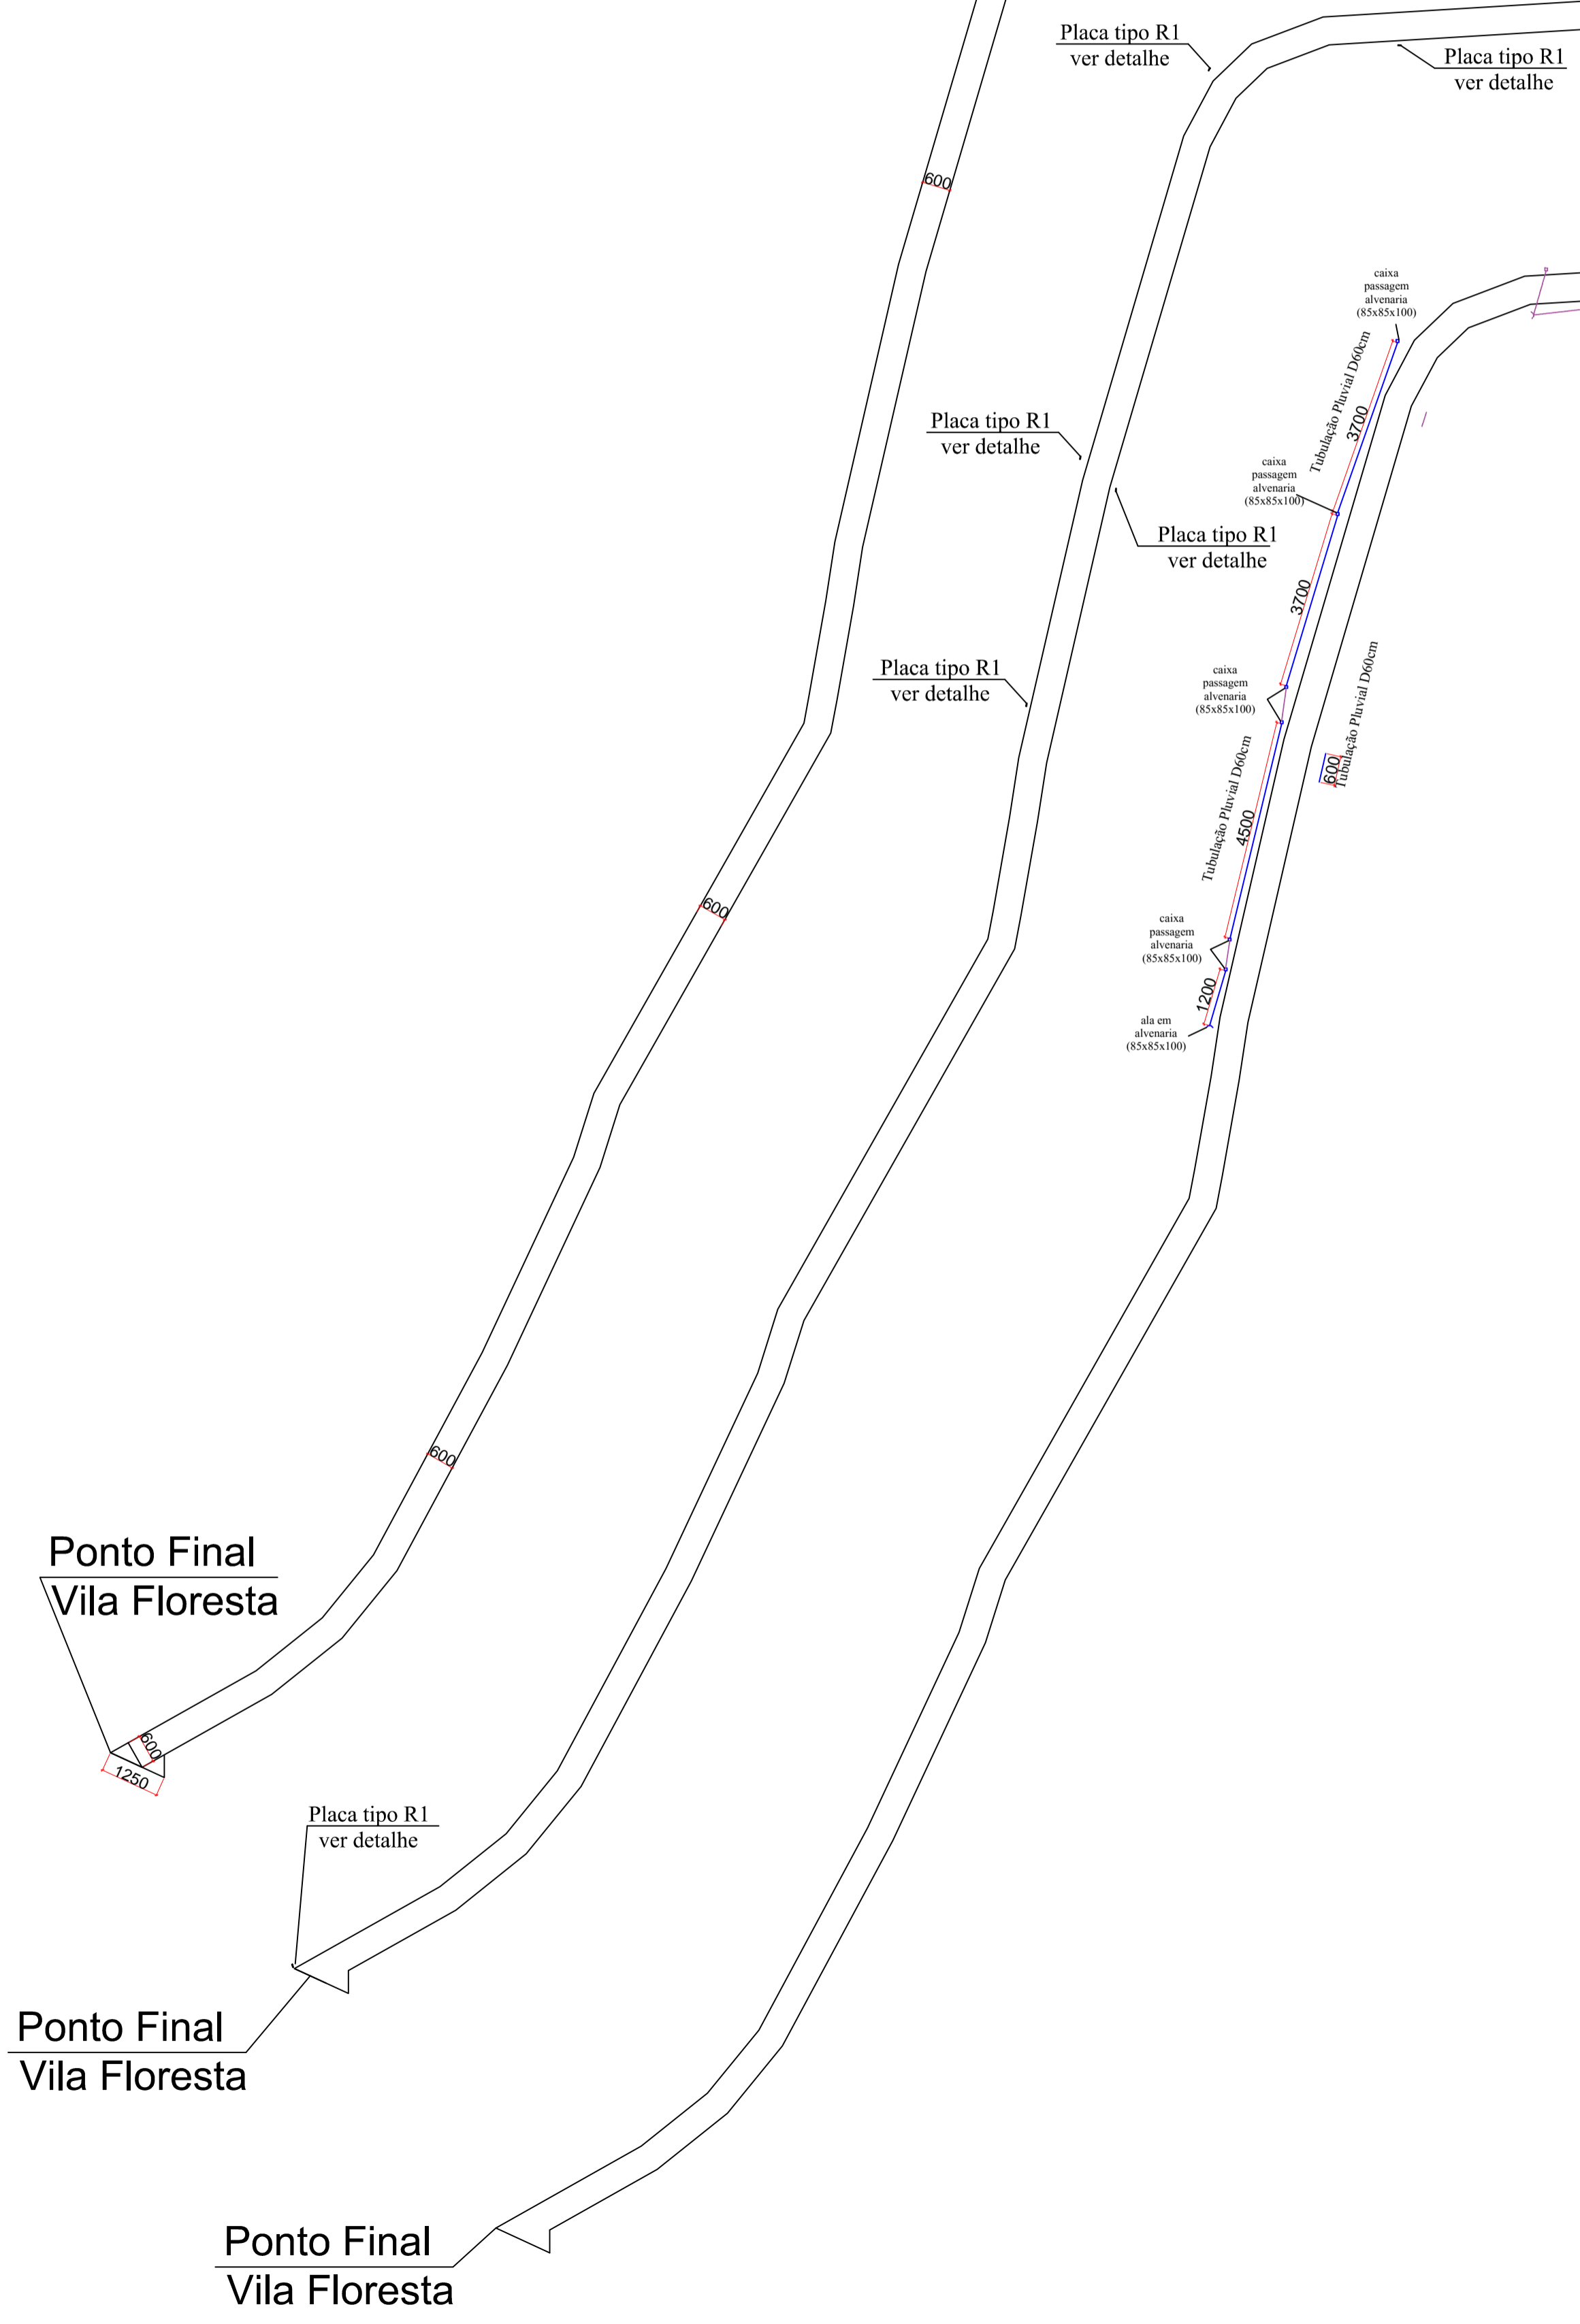 Placa tipo R1
ver detalhe
Placa tipo R1
ver detalhe
600
caixa
passagem
alvenaria
(85x85x100)
Tubulação Pluvial D60cm
3700
Placa tipo R1
ver detalhe
caixa
passagem
alvenaria
(85x85x100)
Placa tipo R1
ver detalhe
3700
Placa tipo R1
ver detalhe
caixa
passagem
alvenaria
(85x85x100)
Tubulação Pluvial D60cm
600
Tubulação Pluvial D60cm
4500
600
caixa
passagem
alvenaria
(85x85x100)
1200
ala em
alvenaria
(85x85x100)
600
Ponto Final
Vila Floresta
600
1250
Placa tipo R1
ver detalhe
Ponto Final
Vila Floresta
Ponto Final
Vila Floresta